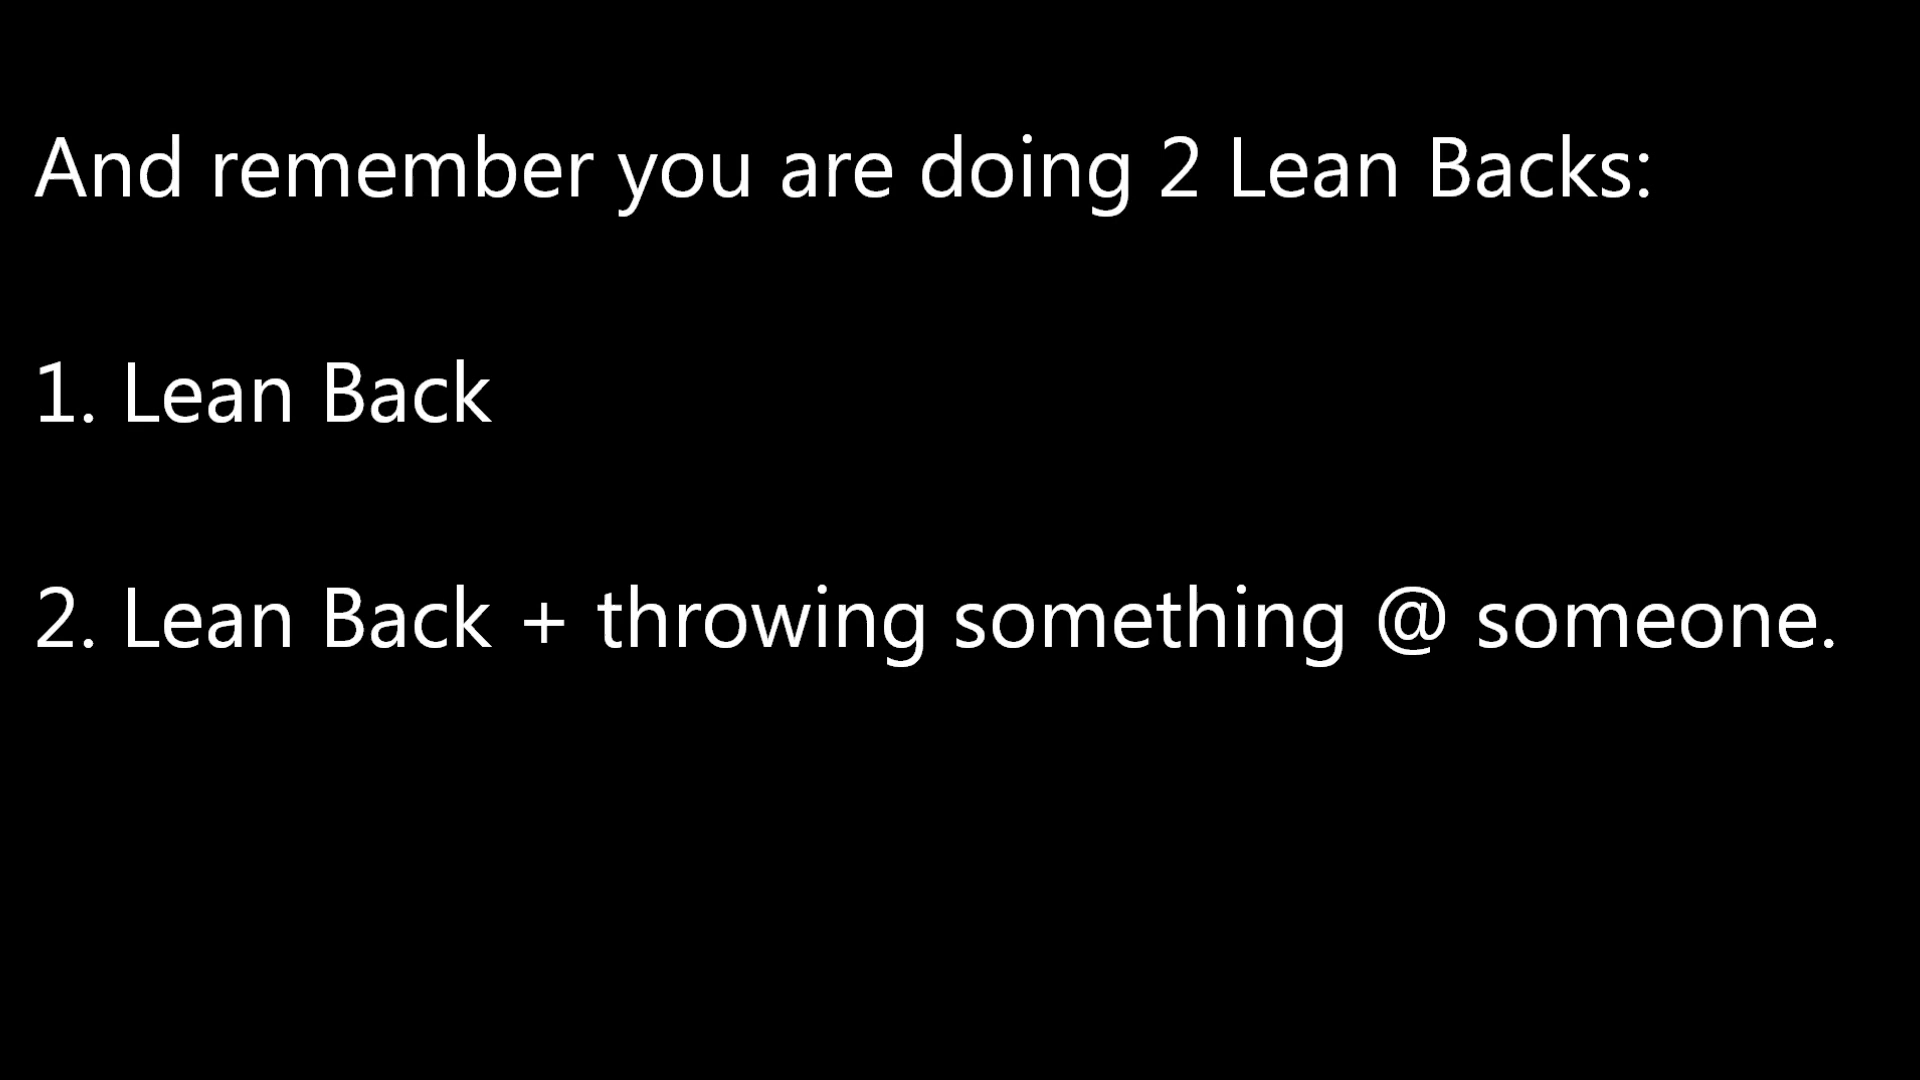 And remember you are doing 2 Lean Backs:
1. Lean Back
2. Lean Back + throwing something @ someone.